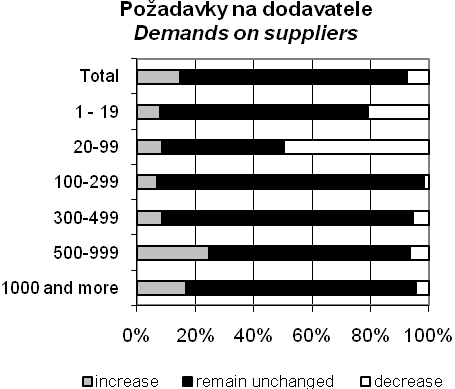 Požadavky na dodavatele
Demands on suppliers
Total
1 - 19
20-99
100-299
300-499
500-999
1000 and more
0% 20% 40% 60% 80% 100%
increase remain unchanged decrease